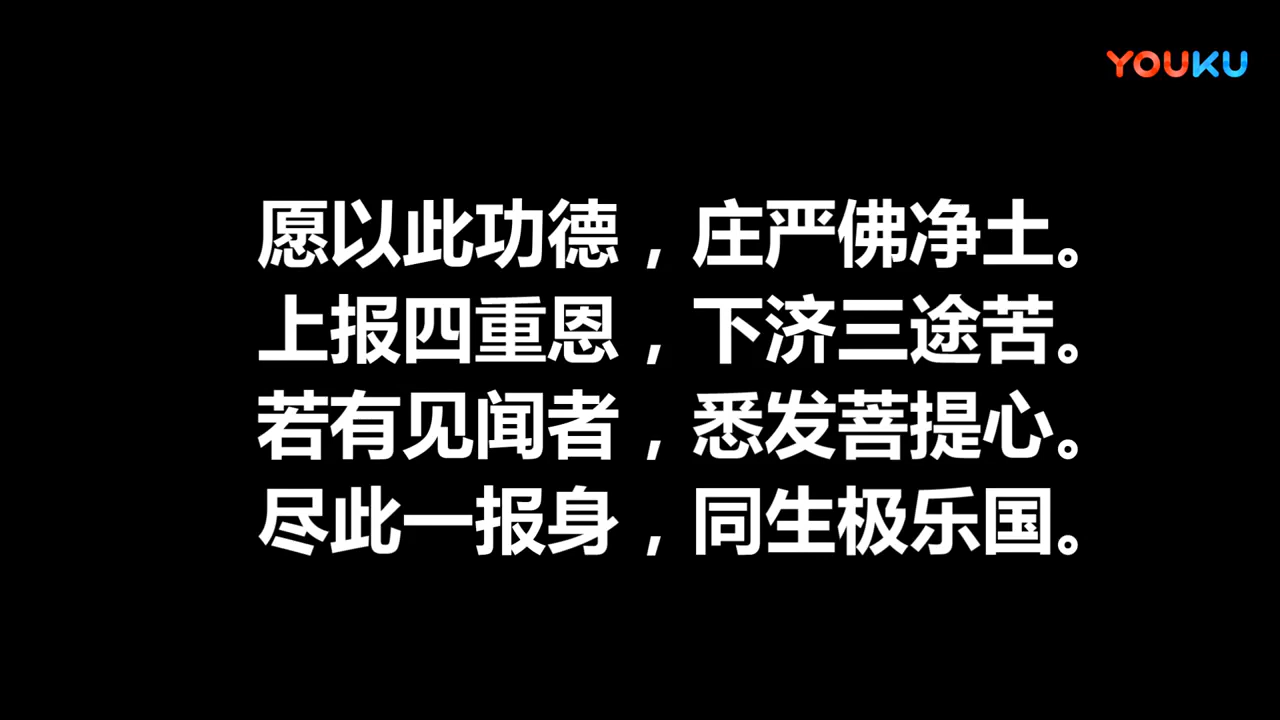 YOUKU
愿以此功德，庄严佛净土。
上报四重恩，下济三途苦。
若有见闻者，悉发菩提心。
尽此一报身，同生极乐国。